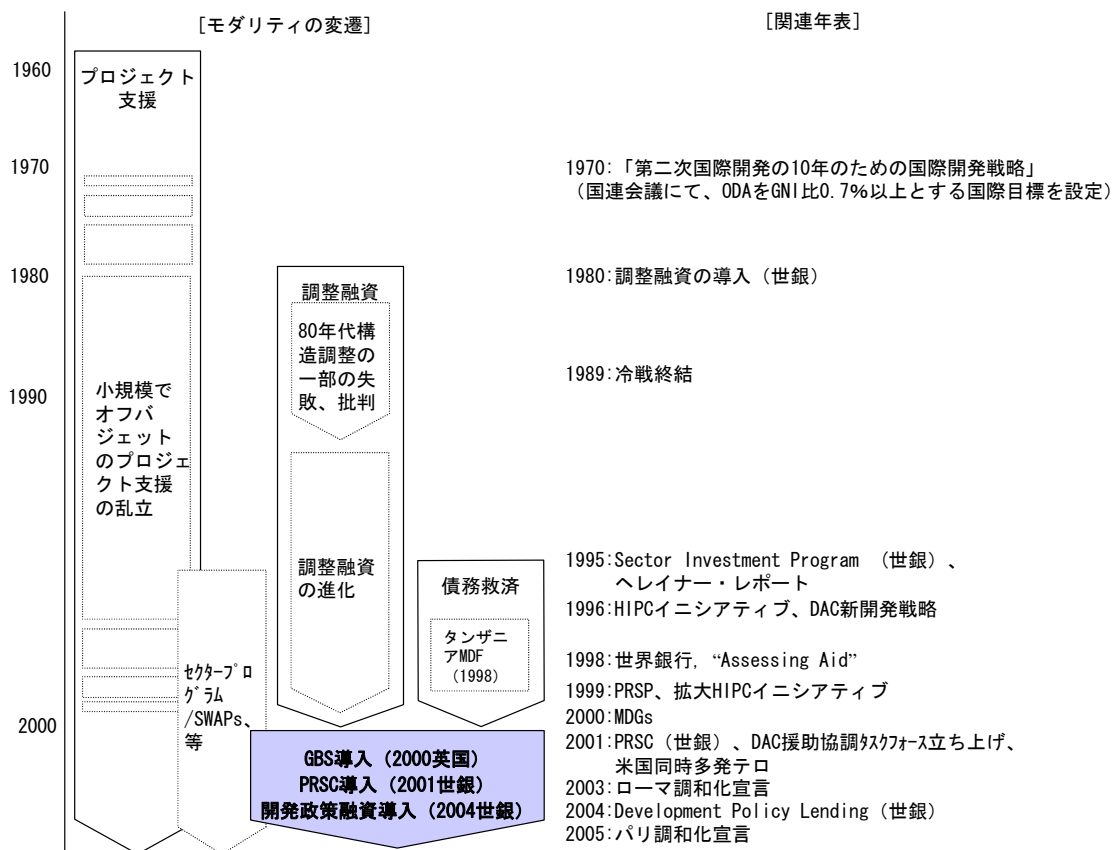 [モダリティの変遷]
[関連年表]
1960
1970
1980
1990
2000
プロジェクト
支援
小規模で
オフバ
ジェット
のプロジェ
クト支援
の乱立
セクタープロ
グラム
/SWAPs、
等
調整融資
80年代構
造調整の
一部の失
敗、批判
調整融資
の進化
債務救済
タンザニ
アMDF
(1998)
GBS導入(2000英国)
PRSC導入(2001世銀)
開発政策融資導入(2004世銀)
1970:「第二次国際開発の10年のための国際開発戦略」
(国連会議にて、ODAをGNI比0.7%以上とする国際目標を設定)
1980:調整融資の導入(世銀)
1989:冷戦終結
1995:Sector Investment Program (世銀)、
ヘレイナー・レポート
1996:HIPCイニシアティブ、DAC新開発戦略
1998:世界銀行, “Assessing Aid”
1999:PRSP、拡大HIPCイニシアティブ
2000:MDGs
2001:PRSC(世銀)、DAC援助協調タスクフォース立ち上げ、
米国同時多発テロ
2003:ローマ調和化宣言
2004:Development Policy Lending(世銀)
2005:パリ調和化宣言